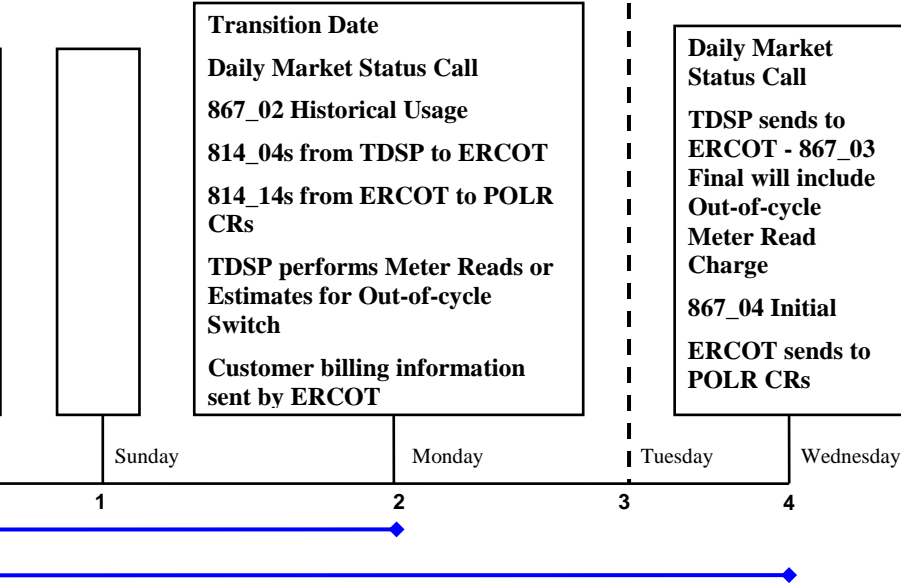 Transition Date
Daily Market Status Call
867_02 Historical Usage
814_04s from TDSP to ERCOT
814_14s from ERCOT to POLR
CRs
TDSP performs Meter Reads or
Estimates for Out-of-cycle
Switch
Customer billing information
sent by ERCOT
Daily Market
Status Call
TDSP sends to
ERCOT - 867_03
Final will include
Out-of-cycle
Meter Read
Charge
867_04 Initial
ERCOT sends to
POLR CRs
Sunday
Monday
Tuesday
Wednesday
1
2
3
4